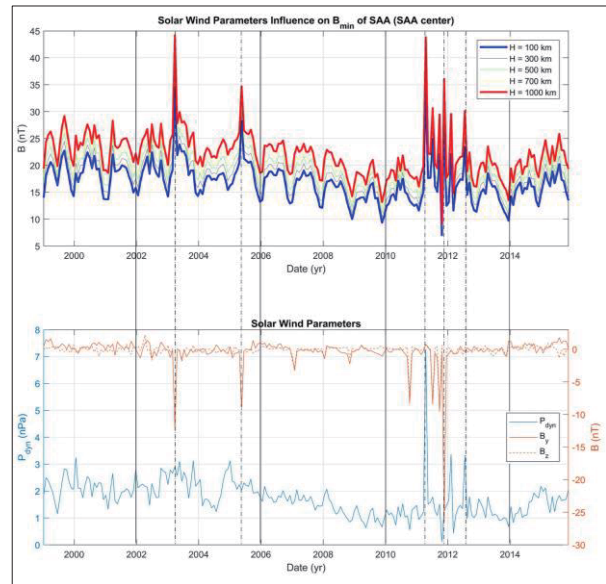 Solar Wind Parameters Influence on Bmin of SAA (SAA center)
45
40
35
30
25
20
15
10
5
B (nT)
H = 100 km
H = 300 km
H = 500 km
H = 700 km
H = 1000 km
2000 2002 2004 2006 2008 2010 2012 2014
Date (yr)
Solar Wind Parameters
8
7
6
5
4
3
2
1
0
Pdyn (nPa)
0
-5
-10
-15
-20
-25
-30
B (nT)
Pdyn
By
Bz
2000 2002 2004 2006 2008 2010 2012 2014
Date (yr)